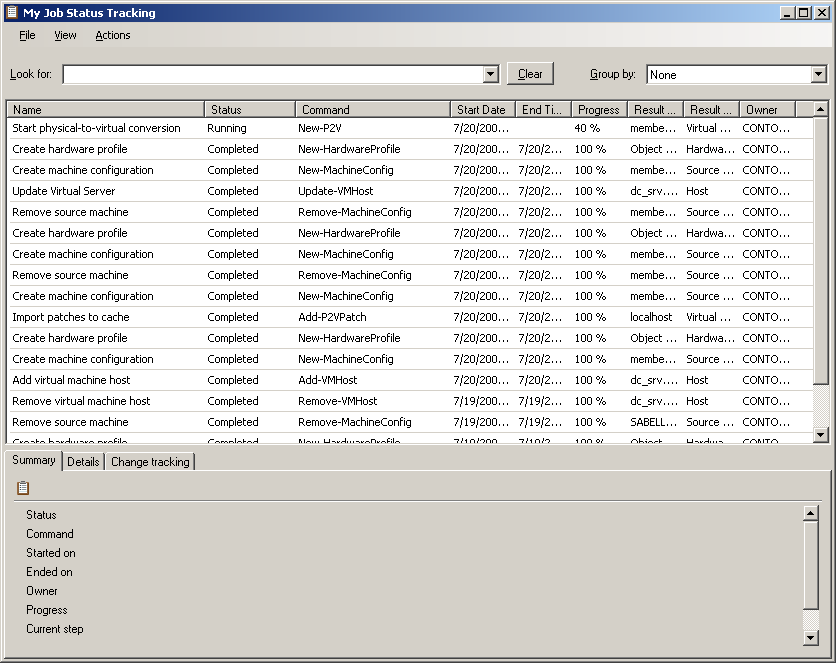 My Job Status Tracking
File View Actions
Look for: Clear Group by: None
Name Status Command Start Date End Ti... Progress Result ... Result ... Owner
Start physical-to-virtual conversion Running New-P2V 7/20/200... 40 % membe... Virtual ... CONTO...
Create hardware profile Completed New-HardwareProfile 7/20/200... 7/20/2... 100 % Object ... Hardwa... CONTO...
Create machine configuration Completed New-MachineConfig 7/20/200... 7/20/2... 100 % membe... Source ... CONTO...
Update Virtual Server Completed Update-VMHost 7/20/200... 7/20/2... 100 % dc_srv.... Host CONTO...
Remove source machine Completed Remove-MachineConfig 7/20/200... 7/20/2... 100 % membe... Source ... CONTO...
Create hardware profile Completed New-HardwareProfile 7/20/200... 7/20/2... 100 % Object ... Hardwa... CONTO...
Create machine configuration Completed New-MachineConfig 7/20/200... 7/20/2... 100 % membe... Source ... CONTO...
Remove source machine Completed Remove-MachineConfig 7/20/200... 7/20/2... 100 % membe... Source ... CONTO...
Create machine configuration Completed New-MachineConfig 7/20/200... 7/20/2... 100 % membe... Source ... CONTO...
Import patches to cache Completed Add-P2VPatch 7/20/200... 7/20/2... 100 % localhost Virtual ... CONTO...
Create hardware profile Completed New-HardwareProfile 7/20/200... 7/20/2... 100 % Object ... Hardwa... CONTO...
Create machine configuration Completed New-MachineConfig 7/20/200... 7/20/2... 100 % membe... Source ... CONTO...
Add virtual machine host Completed Add-VMHost 7/20/200... 7/20/2... 100 % dc_srv.... Host CONTO...
Remove virtual machine host Completed Remove-VMHost 7/19/200... 7/19/2... 100 % dc_srv.... Host CONTO...
Remove source machine Completed Remove-MachineConfig 7/19/200... 7/19/2... 100 % SABELL... Source ... CONTO...
Create hardware profile Completed New-HardwareProfile 7/19/200... 7/19/2... 100 % Object ... Hardwa... CONTO...
Summary Details Change tracking
Status
Command
Started on
Ended on
Owner
Progress
Current step